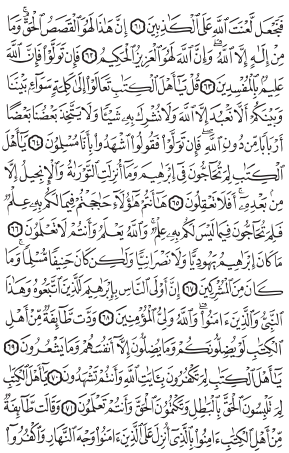 فَنَجْعَل لَّعْنَتَ ٱللَّهِ عَلَى ٱلْكَٰذِبِينَ ٦١ إِنَّ هَٰذَا لَهُوَ ٱلْقَصَصُ ٱلْحَقُّ ۚ وَمَا
مِنْ إِلَٰهٍ إِلَّا ٱللَّهُ ۚ وَإِنَّ ٱللَّهَ لَهُوَ ٱلْعَزِيزُ ٱلْحَكِيمُ ٦٢ فَإِن تَوَلَّوْا۟ فَإِنَّ ٱللَّهَ
عَلِيمٌۢ بِٱلْمُفْسِدِينَ ٦٣ قُلْ يَٰٓأَهْلَ ٱلْكِتَٰبِ تَعَالَوْا۟ إِلَىٰ كَلِمَةٍ سَوَآءٍۭ بَيْنَنَا
وَبَيْنَكُمْ أَلَّا نَعْبُدَ إِلَّا ٱللَّهَ وَلَا نُشْرِكَ بِهِۦ شَيْـًٔا وَلَا يَتَّخِذَ بَعْضُنَا بَعْضًا
أَرْبَابًا مِّن دُونِ ٱللَّهِ ۚ فَإِن تَوَلَّوْا۟ فَقُولُوا۟ ٱشْهَدُوا۟ بِأَنَّا مُسْلِمُونَ ٦٤ يَٰٓأَهْلَ
ٱلْكِتَٰبِ لِمَ تُحَآجُّونَ فِىٓ إِبْرَٰهِيمَ وَمَآ أُنزِلَتِ ٱلتَّوْرَىٰةُ وَٱلْإِنجِيلُ إِلَّا
مِنۢ بَعْدِهِۦٓ ۚ أَفَلَا تَعْقِلُونَ ٦٥ هَٰٓأَنتُمْ هَٰٓؤُلَآءِ حَٰجَجْتُمْ فِيمَا لَكُم بِهِۦ عِلْمٌ
فَلِمَ تُحَآجُّونَ فِيمَا لَيْسَ لَكُم بِهِۦ عِلْمٌ ۚ وَٱللَّهُ يَعْلَمُ وَأَنتُمْ لَا تَعْلَمُونَ ٦٦
مَا كَانَ إِبْرَٰهِيمُ يَهُودِيًّا وَلَا نَصْرَانِيًّا وَلَٰكِن كَانَ حَنِيفًا مُّسْلِمًا وَمَا
كَانَ مِنَ ٱلْمُشْرِكِينَ ٦٧ إِنَّ أَوْلَى ٱلنَّاسِ بِإِبْرَٰهِيمَ لَلَّذِينَ ٱتَّبَعُوهُ وَهَٰذَا
ٱلنَّبِىُّ وَٱلَّذِينَ ءَامَنُوا۟ ۗ وَٱللَّهُ وَلِىُّ ٱلْمُؤْمِنِينَ ٦٨ وَدَّت طَّآئِفَةٌ مِّنْ أَهْلِ
ٱلْكِتَٰبِ لَوْ يُضِلُّونَكُمْ وَمَا يُضِلُّونَ إِلَّآ أَنفُسَهُمْ وَمَا يَشْعُرُونَ ٦٩
يَٰٓأَهْلَ ٱلْكِتَٰبِ لِمَ تَكْفُرُونَ بِـَٔايَٰتِ ٱللَّهِ وَأَنتُمْ تَشْهَدُونَ ٧٠ يَٰٓأَهْلَ ٱلْكِتَٰبِ
لِمَ تَلْبِسُونَ ٱلْحَقَّ بِٱلْبَٰطِلِ وَتَكْتُمُونَ ٱلْحَقَّ وَأَنتُمْ تَعْلَمُونَ ٧١ وَقَالَت طَّآئِفَةٌ
مِّنْ أَهْلِ ٱلْكِتَٰبِ ءَامِنُوا۟ بِٱلَّذِىٓ أُنزِلَ عَلَى ٱلَّذِينَ ءَامَنُوا۟ وَجْهَ ٱلنَّهَارِ وَٱكْفُرُوٓا۟